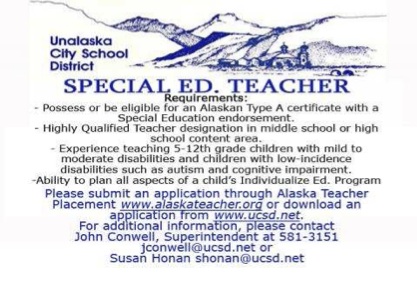 Unalaska
City School
District
SPECIAL ED. TEACHER
Requirements:
- Possess or be eligible for an Alaskan Type A certificate with a
Special Education endorsement.
- Highly Qualified Teacher designation in middle school or high
school content area.
- Experience teaching 5-12th grade children with mild to
moderate disabilities and children with low-incidence
disabilities such as autism and cognitive impairment.
-Ability to plan all aspects of a child's Individualize Ed. Program
Please submit an application through Alaska Teacher
Placement www.alaskateacher.org or download an
application from www.ucsd.net.
For additional information, please contact
John Conwell, Superintendent at 581-3151
jconwell@ucsd.net or
Susan Honan shonan@ucsd.net